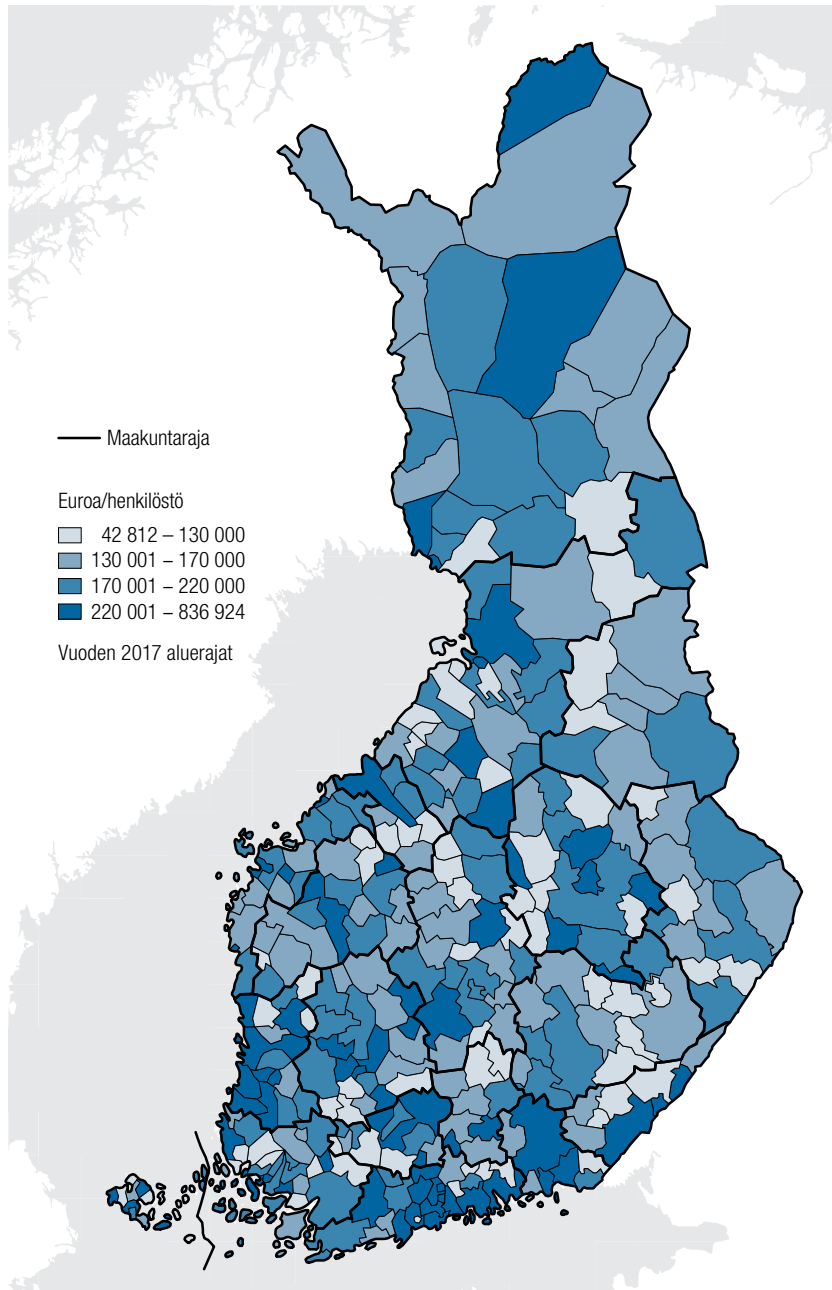 Maakuntaraja
Euroa/henkilöstö
42 812 – 130 000
130 001 – 170 000
170 001 – 220 000
220 001 – 836 924
Vuoden 2017 aluerajat